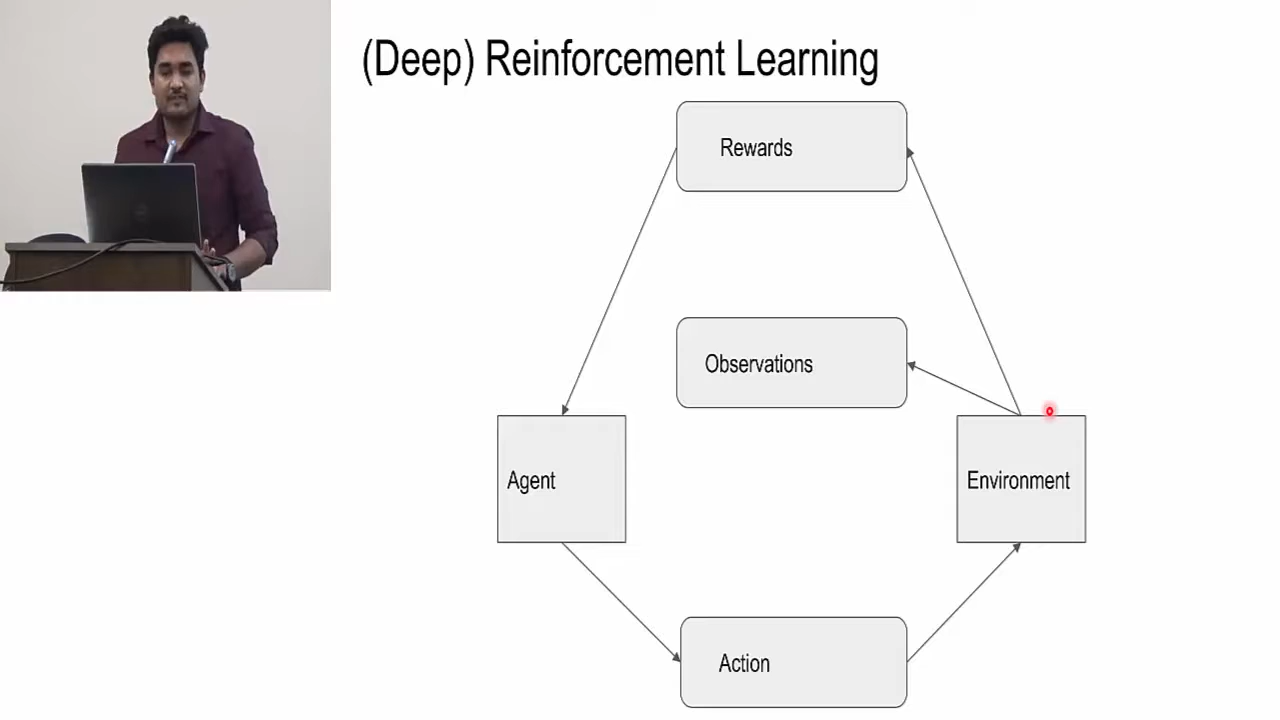 (Deep) Reinforcement Learning
Rewards
Observations
Agent
Environment
Action